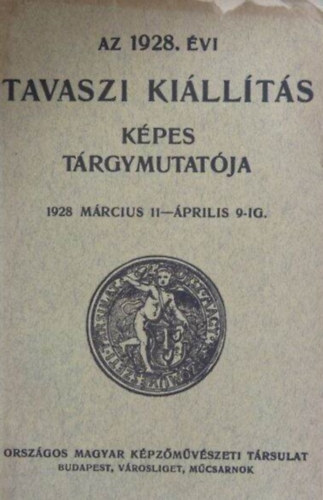 AZ 1928. ÉVI
TAVASZI KIÁLLÍTÁS
KÉPES
TÁRGYMUTATÓJA
1928 MÁRCIUS 11—ÁPRILIS 9-IG.
ORSZÁGOS MAGYAR KÉPZŐMŰVÉSZETI TÁRSULAT
BUDAPEST, VÁROSLIGET, MŰCSARNOK